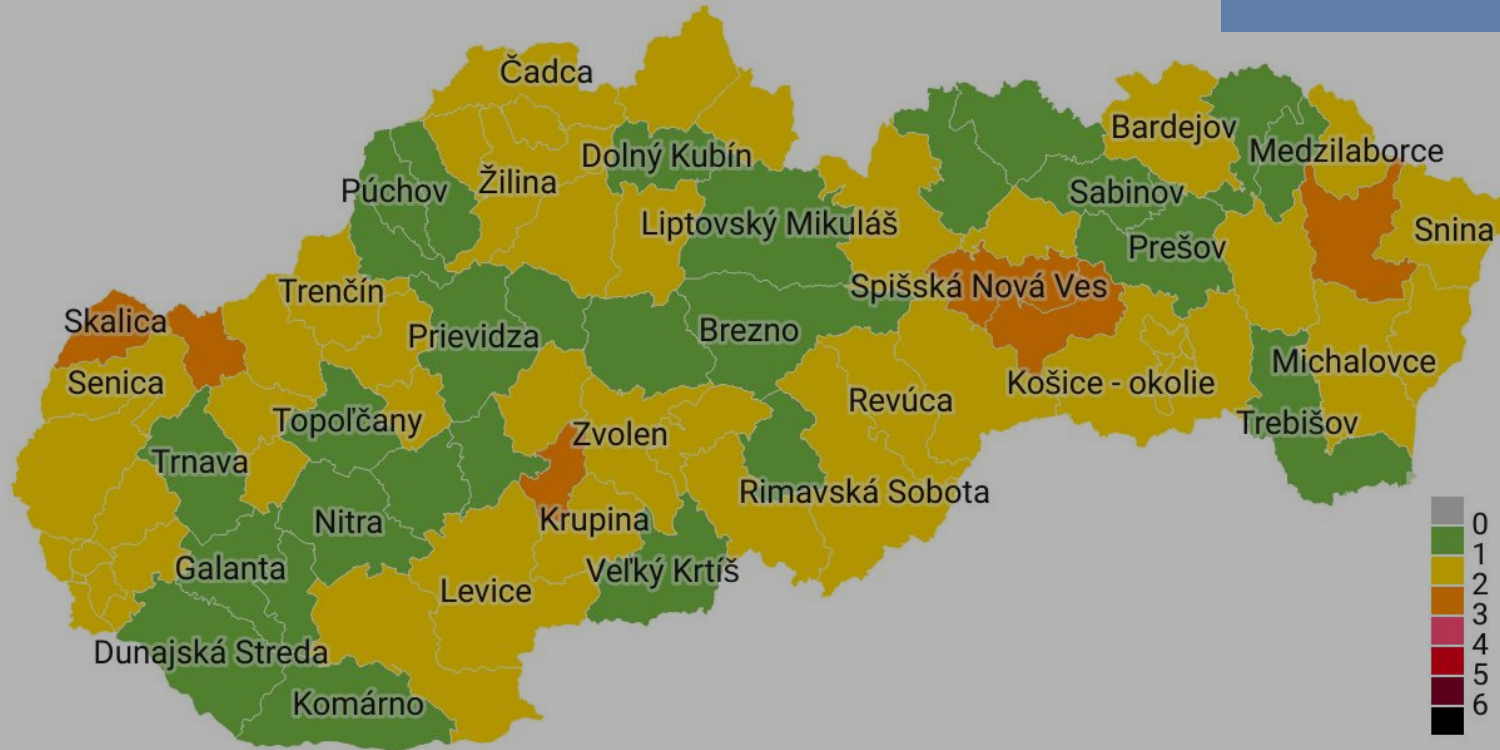 Čadca
Bardejov
Medzilaborce
Dolný Kubín
Púchov
Žilina
Sabinov
Liptovský Mikuláš
Prešov
Snina
Spišská Nová Ves
Trenčín
Skalica
Prievidza
Brezno
Michalovce
Senica
Košice - okolie
Revúca
Topoľčany
Trebišov
Zvolen
Trnava
Rimavská Sobota
Nitra
Krupina
Galanta
Veľký Krtíš
Levice
Dunajská Streda
Komárno
0
1
2
3
4
5
6